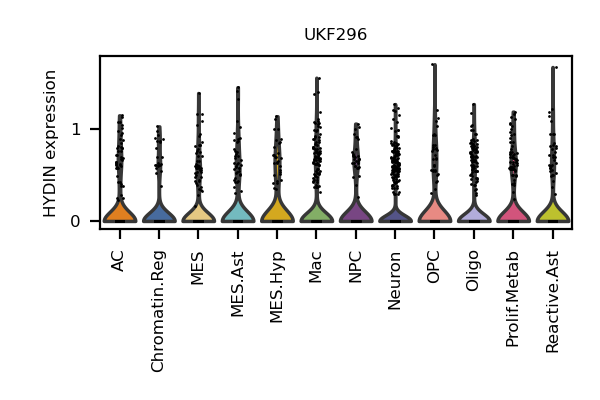 UKF296
HYDIN expression
1
0
AC
Chromatin.Reg
MES
MES.Ast
MES.Hyp
Mac
NPC
Neuron
OPC
Oligo
Prolif.Metab
Reactive.Ast